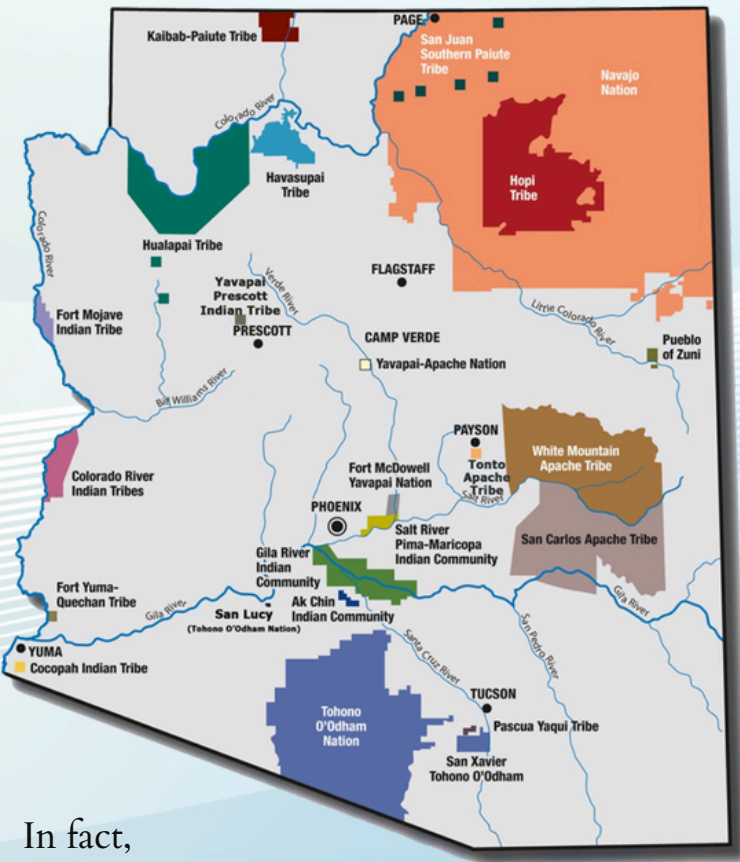 Kaibab-Paiute Tribe
PAGE
San Juan
Southern Paiute
Tribe
Navajo
Nation
Colorado River
Havasupai
Tribe
Hopi
Tribe
Colorado River
Hualapai Tribe
FLAGSTAFF
Yavapai
Prescott
Indian Tribe
Verde River
PRESCOTT
Fort Mojave
Indian Tribe
Little Colorado River
CAMP VERDE
Yavapai-Apache Nation
Pueblo
of Zuni
Bill Williams River
PAYSON
Tonto
Apache
Tribe
White Mountain
Apache Tribe
Colorado River
Indian Tribes
Fort McDowell
Yavapai Nation
Salt River
PHOENIX
Salt River
Pima-Maricopa
Indian Community
San Carlos Apache Tribe
Gila River
Indian
Community
Fort Yuma-
Quechan Tribe
Gila River
San Lucy
(Tohono O'Odham Nation)
Ak Chin
Indian Community
Gila River
San Pedro River
Santa Cruz River
YUMA
Cocopah Indian Tribe
TUCSON
Tohono
O'Odham
Nation
Pascua Yaqui Tribe
San Xavier
Tohono O'Odham
In fact,